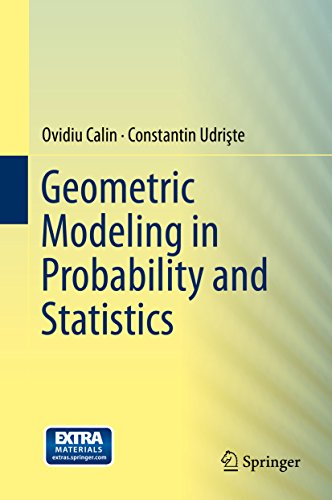 Ovidiu Calin · Constantin Udrişte
Geometric
Modeling in
Probability and
Statistics
EXTRA
MATERIALS
extras.springer.com
Springer